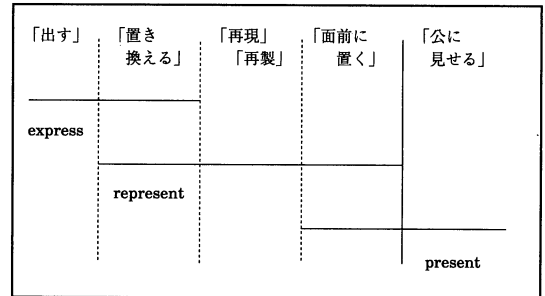 「出す」 「置き 「再現」 「面前に 「公に
換える」 「再製」 置く」 見せる」
express
represent
present